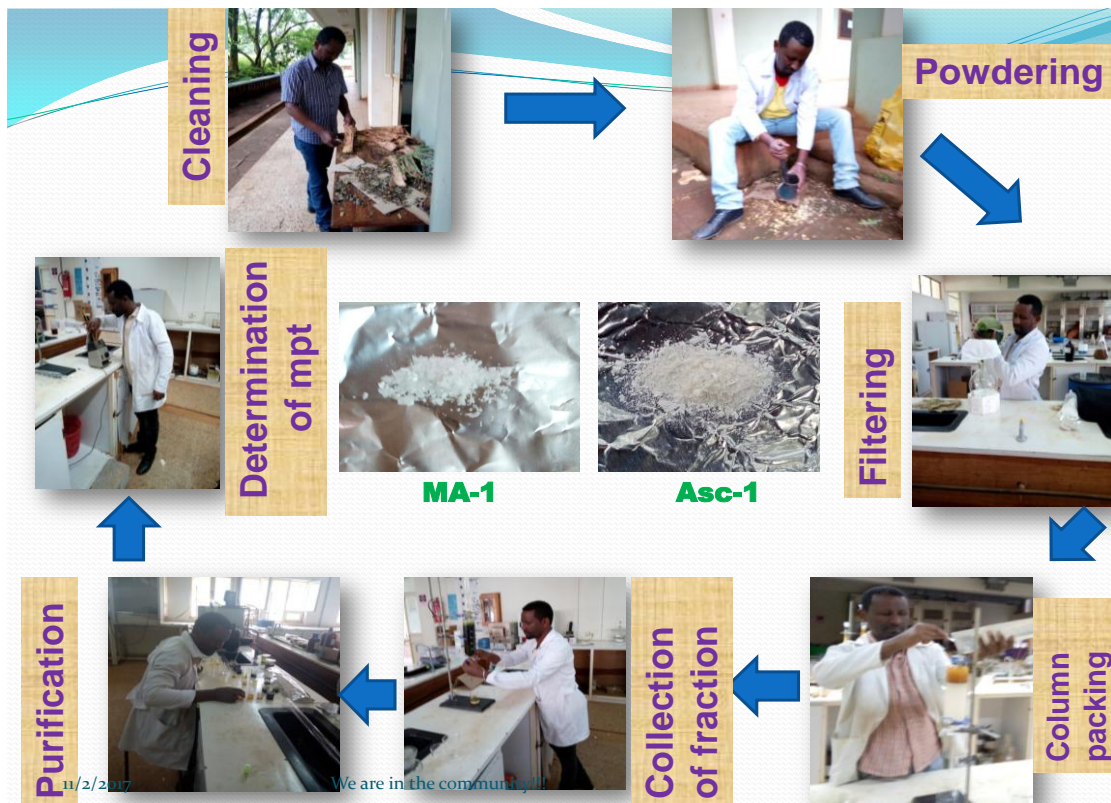 Cleaning
Powdering
Determination
of mpt
Filtering
MA-1
Asc-1
Purification
Collection
of fraction
Column
packing
11/2/2017
We are in the community!!!